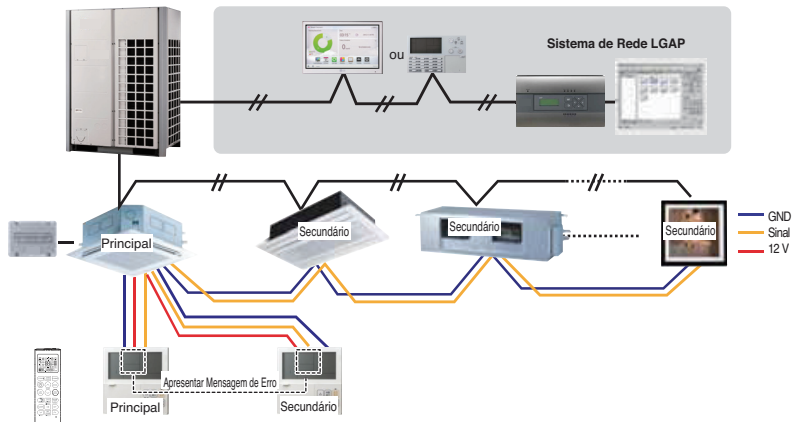 Sistema de Rede LGAP
ou
Principal
Secundário
Secundário
Secundário
GND
Sinal
12 V
Apresentar Mensagem de Erro
Principal
Secundário